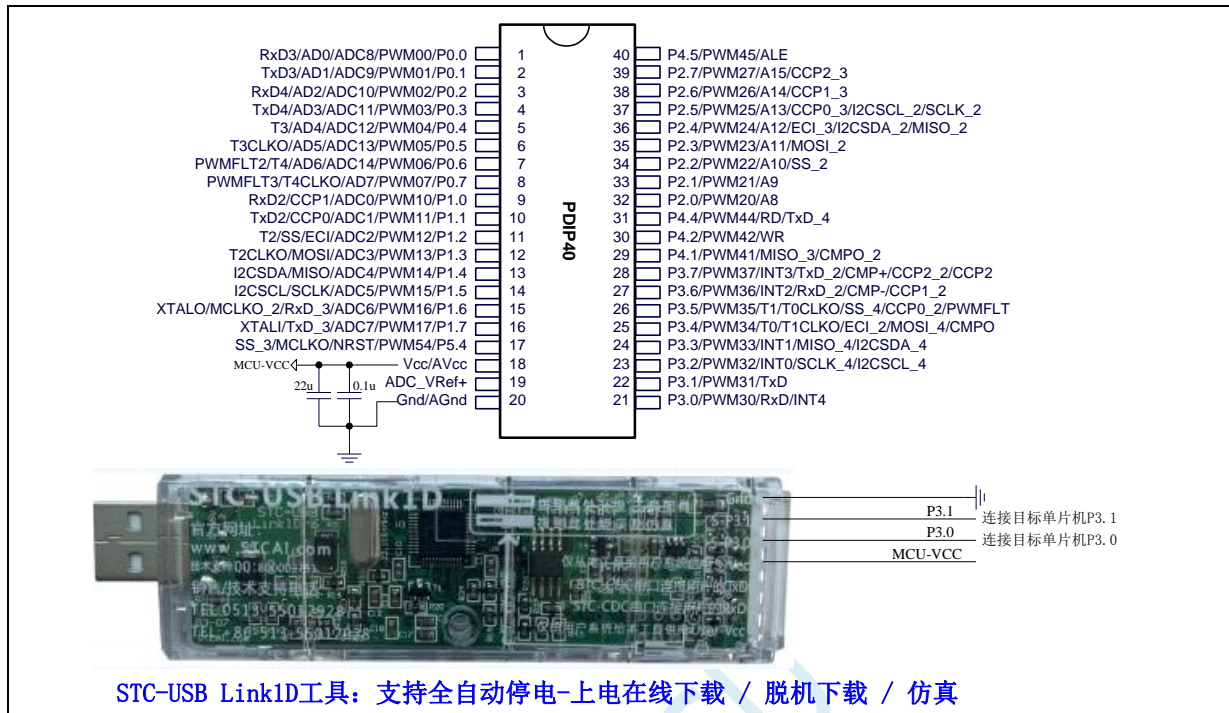 RxD3/AD0/ADC8/PWM00/P0.0 1
TxD3/AD1/ADC9/PWM01/P0.1 2
RxD4/AD2/ADC10/PWM02/P0.2 3
TxD4/AD3/ADC11/PWM03/P0.3 4
T3/AD4/ADC12/PWM04/P0.4 5
T3CLKO/AD5/ADC13/PWM05/P0.5 6
PWMFLT2/T4/AD6/ADC14/PWM06/P0.6 7
PWMFLT3/T4CLKO/AD7/PWM07/P0.7 8
RxD2/CCP1/ADC0/PWM10/P1.0 9
TxD2/CCP0/ADC1/PWM11/P1.1 10
T2/SS/ECI/ADC2/PWM12/P1.2 11
T2CLKO/MOSI/ADC3/PWM13/P1.3 12
I2CSDA/MISO/ADC4/PWM14/P1.4 13
I2CSCL/SCLK/ADC5/PWM15/P1.5 14
XTALO/MCLKO_2/RxD_3/ADC6/PWM16/P1.6 15
XTALI/TxD_3/ADC7/PWM17/P1.7 16
SS_3/MCLKO/NRST/PWM54/P5.4 17
MCU-VCC Vcc/AVcc 18
ADC_VRef+ 19
Gnd/AGnd 20
22u 0.1u
PDIP40
40 P4.5/PWM45/ALE
39 P2.7/PWM27/A15/CCP2_3
38 P2.6/PWM26/A14/CCP1_3
37 P2.5/PWM25/A13/CCP0_3/I2CSCL_2/SCLK_2
36 P2.4/PWM24/A12/ECI_3/I2CSDA_2/MISO_2
35 P2.3/PWM23/A11/MOSI_2
34 P2.2/PWM22/A10/SS_2
33 P2.1/PWM21/A9
32 P2.0/PWM20/A8
31 P4.4/PWM44/RD/TxD_4
30 P4.2/PWM42/WR
29 P4.1/PWM41/MISO_3/CMPO_2
28 P3.7/PWM37/INT3/TxD_2/CMP+/CCP2_2/CCP2
27 P3.6/PWM36/INT2/RxD_2/CMP-/CCP1_2
26 P3.5/PWM35/T1/T0CLKO/SS_4/CCP0_2/PWMFLT
25 P3.4/PWM34/T0/T1CLKO/ECI_2/MOSI_4/CMPO
24 P3.3/PWM33/INT1/MISO_4/I2CSDA_4
23 P3.2/PWM32/INT0/SCLK_4/I2CSCL_4
22 P3.1/PWM31/TxD
21 P3.0/PWM30/RxD/INT4
STC-USB Link1D
官方网址:
www.STCAI.com
Gnd
S-P31
P3.1 连接目标单片机P3.1
P3.0 连接目标单片机P3.0
MCU-VCC
STC-USB Link1D工具: 支持全自动停电-上电在线下载 / 脱机下载 / 仿真